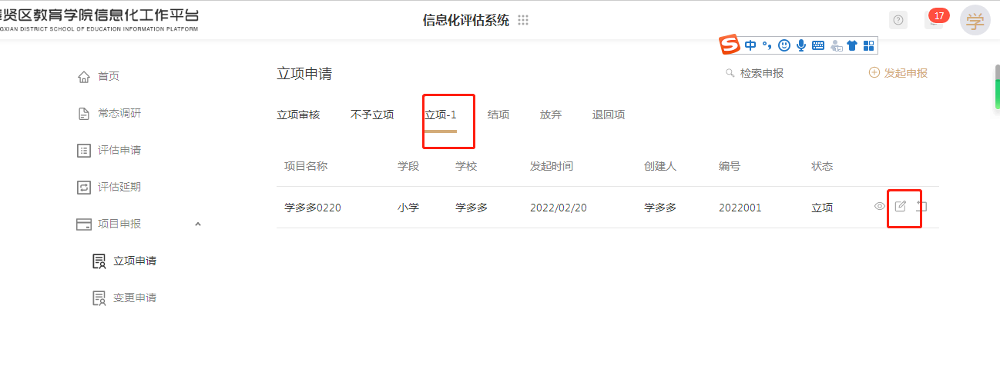 贤区教育学院信息化工作平台
GXIAN DISTRICT SCHOOL OF EDUCATION INFORMATION PLATFORM
信息化评估系统
17
学
中
首页
常态调研
评估申请
评估延期
项目申报
立项申请
变更申请
立项申请
检索申报
发起申报
立项审核 不予立项 立项-1 结项 放弃 退回项
项目名称 学段 学校 发起时间 创建人 编号 状态
学多多0220 小学 学多多 2022/02/20 学多多 2022001 立项